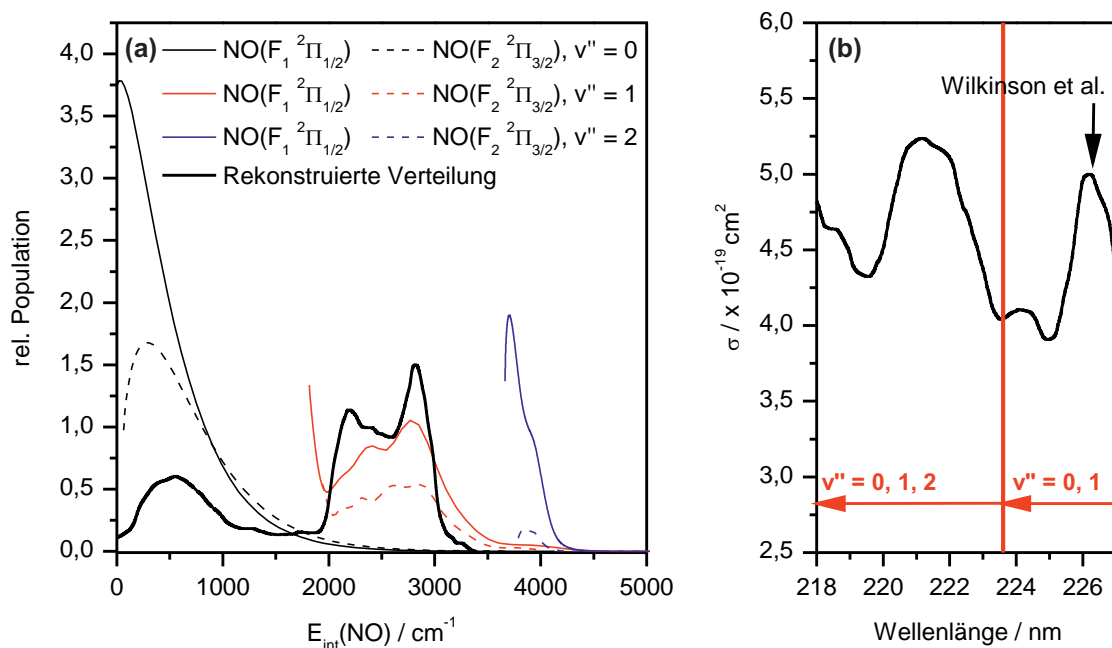 (a)
NO(F₁ ²Π₁/₂) NO(F₂ ²Π₃/₂), v" = 0
NO(F₁ ²Π₁/₂) NO(F₂ ²Π₃/₂), v" = 1
NO(F₁ ²Π₁/₂) NO(F₂ ²Π₃/₂), v" = 2
Rekonstruierte Verteilung
rel. Population
4,0
3,5
3,0
2,5
2,0
1,5
1,0
0,5
0,0
0 1000 2000 3000 4000 5000
E_int(NO) / cm⁻¹
(b)
Wilkinson et al.
σ / x 10⁻¹⁹ cm²
6,0
5,5
5,0
4,5
4,0
3,5
3,0
2,5
v" = 0, 1, 2 v" = 0, 1
218 220 222 224 226
Wellenlänge / nm